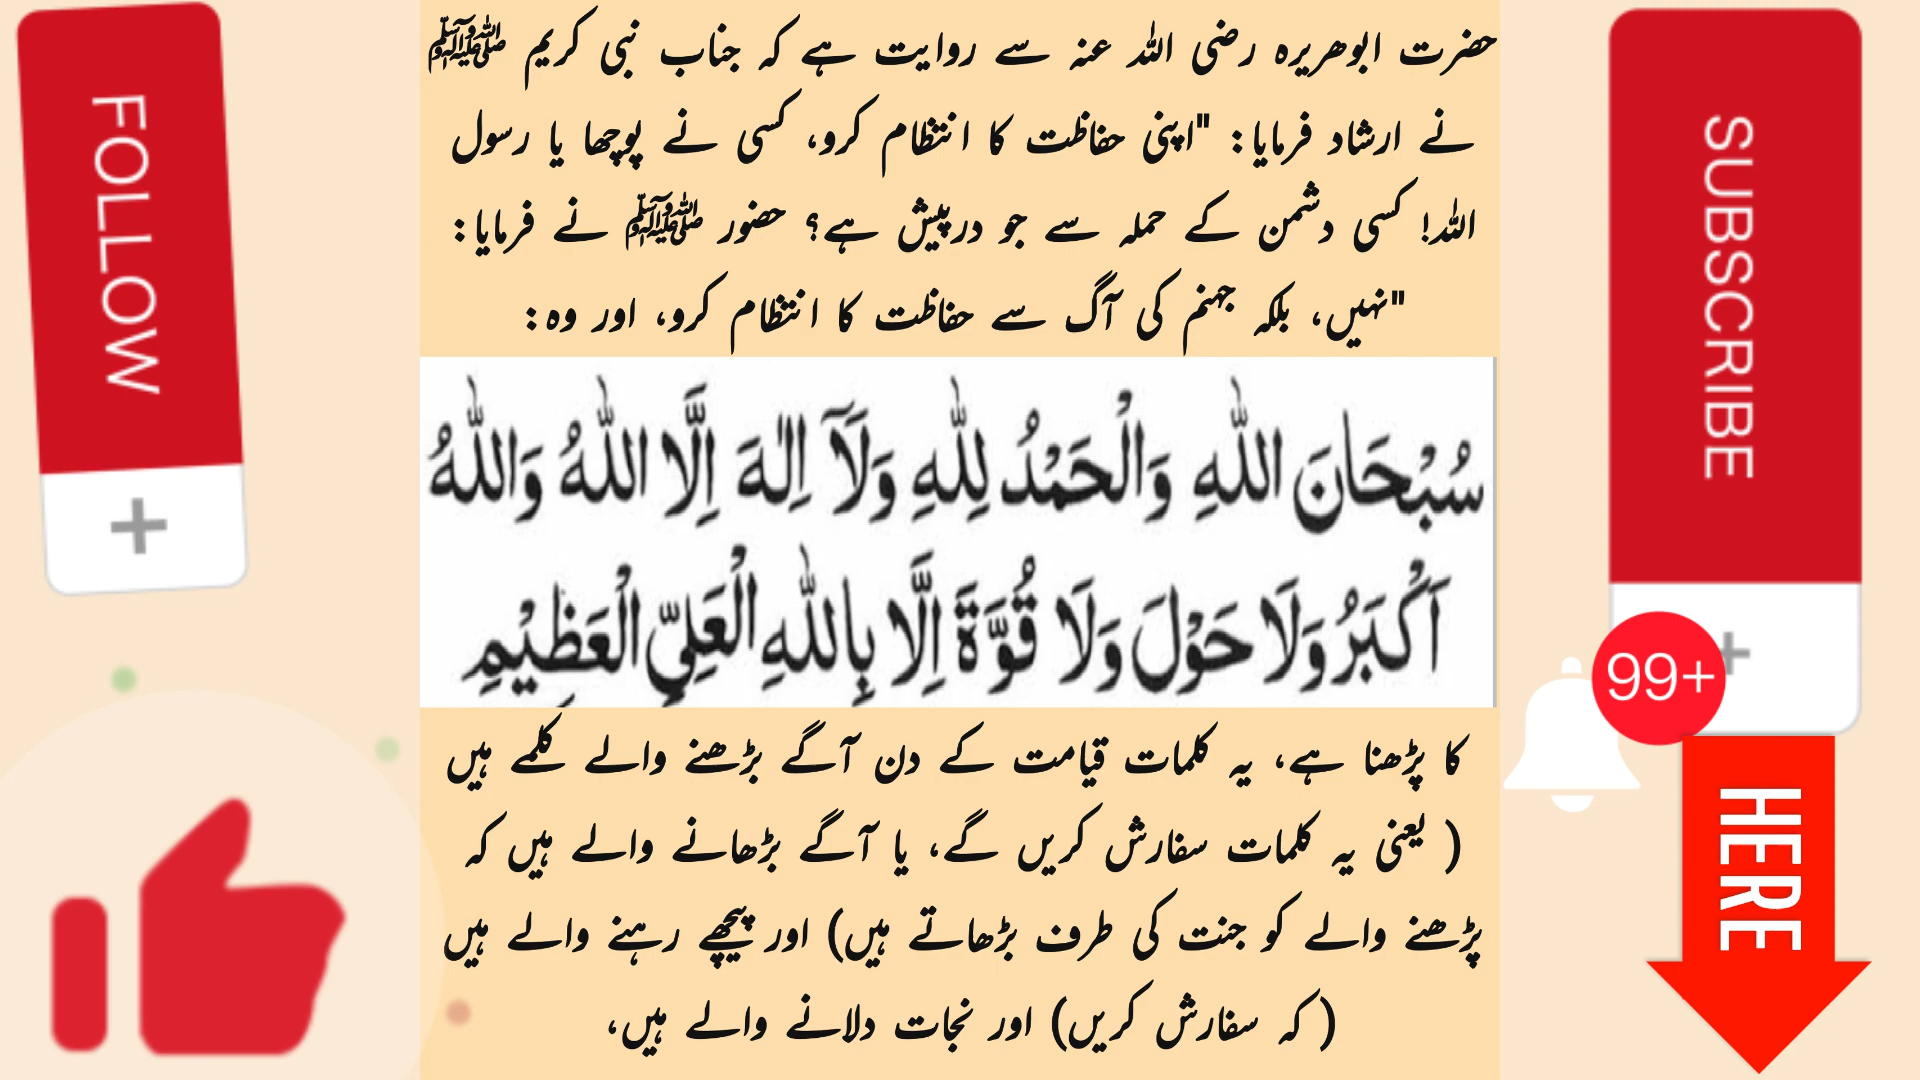 حضرت ابوھریرہ رضی اللہ عنہ سے روایت ہے کہ جناب نبی کریم ﷺ
نے ارشاد فرمایا: "اپنی حفاظت کا انتظام کرو، کسی نے پوچھا یا رسول
اللہ! کسی دشمن کے حملہ سے جو درپیش ہے؟ حضور ﷺ نے فرمایا:
"نہیں، بلکہ جہنم کی آگ سے حفاظت کا انتظام کرو، اور وہ:
سُبْحَانَ اللّٰهِ وَالْحَمْدُ لِلّٰهِ وَلَآ اِلٰهَ اِلَّا اللّٰهُ وَاللّٰهُ
اَكْبَرُ وَلَا حَوْلَ وَلَا قُوَّةَ اِلَّا بِاللّٰهِ الْعَلِيِّ الْعَظِيْمِ
کا پڑھنا ہے، یہ کلمات قیامت کے دن آگے بڑھنے والے کلمے ہیں
( یعنی یہ کلمات سفارش کریں گے، یا آگے بڑھانے والے ہیں کہ
پڑھنے والے کو جنت کی طرف بڑھاتے ہیں) اور پیچھے رہنے والے ہیں
( کہ سفارش کریں) اور نجات دلانے والے ہیں،
FOLLOW
+
SUBSCRIBE
+
99+
HERE